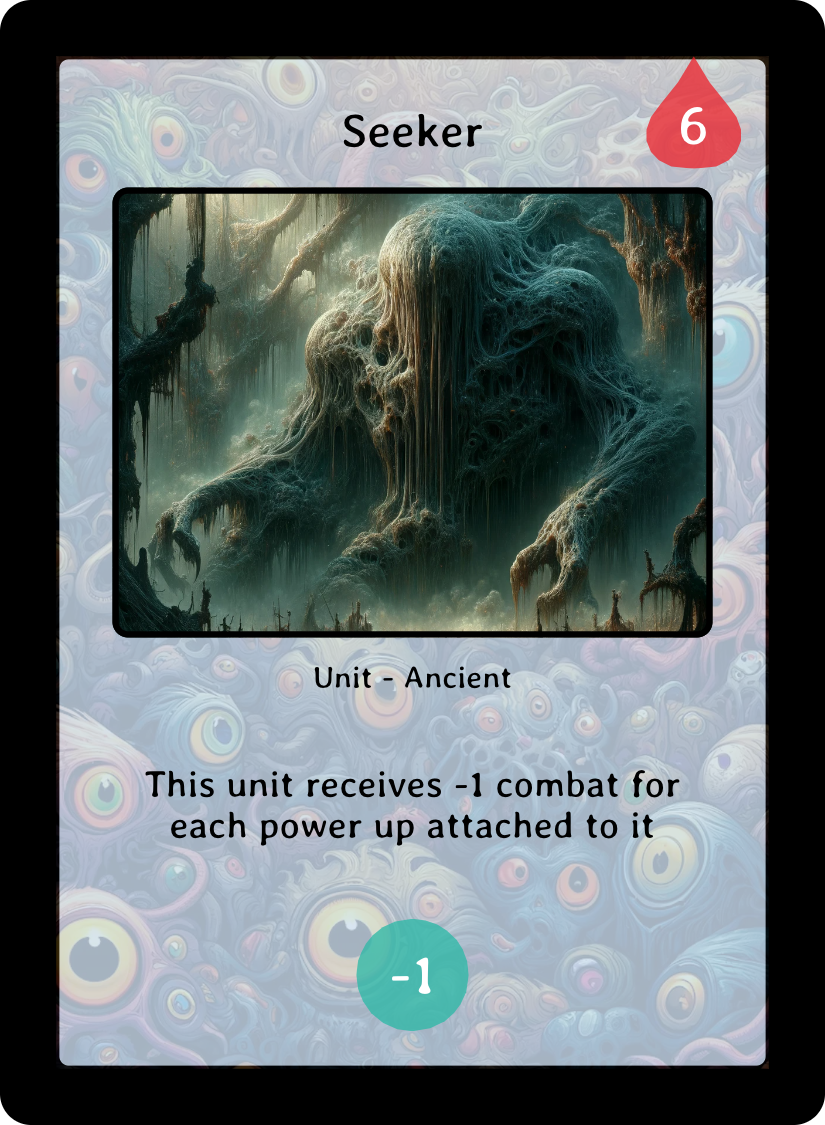 Seeker
6
Unit - Ancient
This unit receives -1 combat for
each power up attached to it
-1